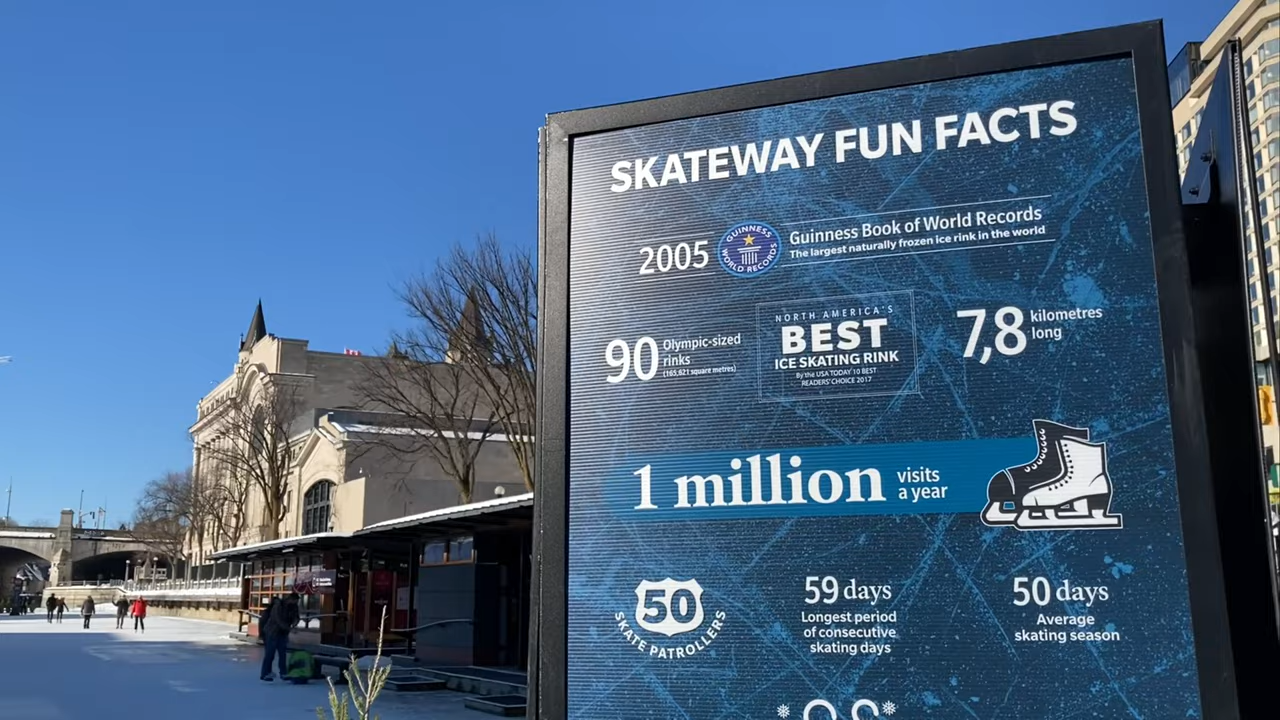 SKATEWAY FUN FACTS
2005
GUINNESS
WORLD RECORDS
Guinness Book of World Records
The largest naturally frozen ice rink in the world
90
Olympic-sized
rinks
(165,621 square metres)
NORTH AMERICA'S
BEST
ICE SKATING RINK
By the USA TODAY 10 BEST
READERS' CHOICE 2017
7,8
kilometres
long
1 million
visits
a year
50
SKATE PATROLLERS
59 days
Longest period
of consecutive
skating days
50 days
Average
skating season